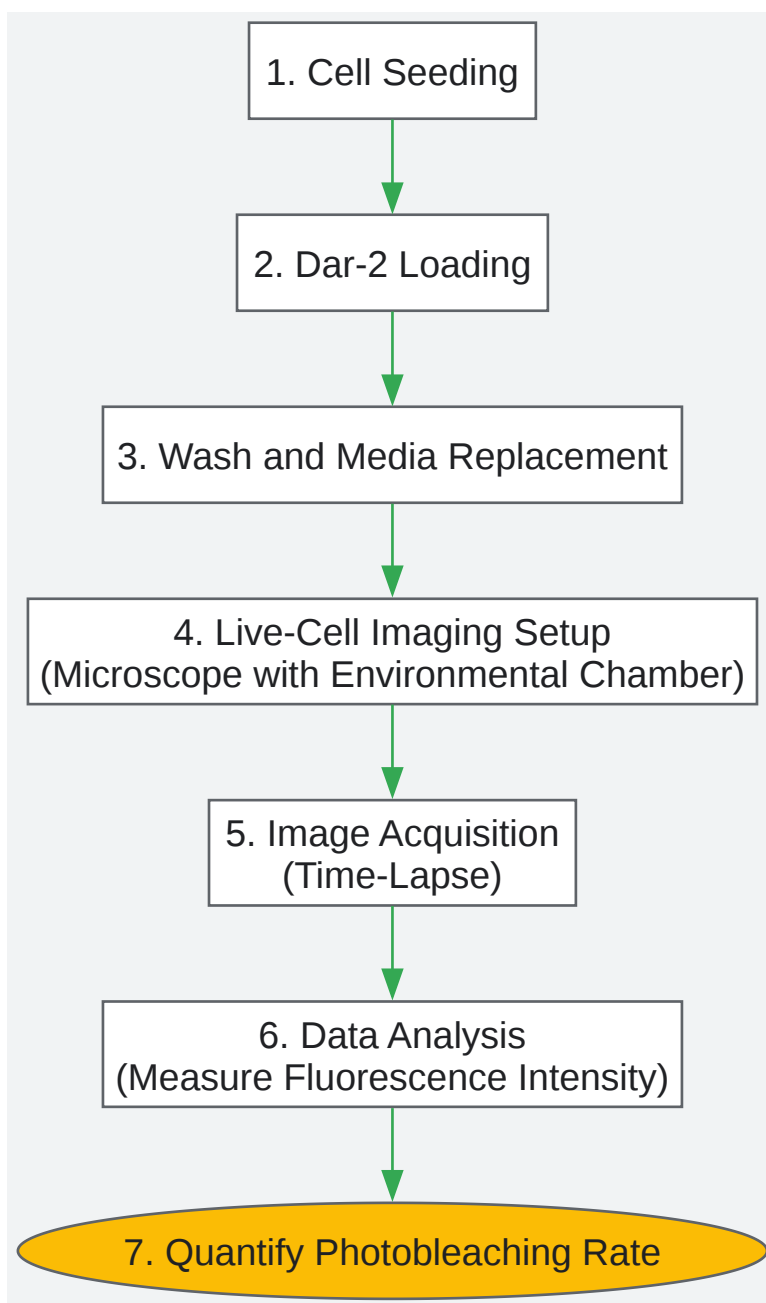 1. Cell Seeding
2. Dar-2 Loading
3. Wash and Media Replacement
4. Live-Cell Imaging Setup
(Microscope with Environmental Chamber)
5. Image Acquisition
(Time-Lapse)
6. Data Analysis
(Measure Fluorescence Intensity)
7. Quantify Photobleaching Rate